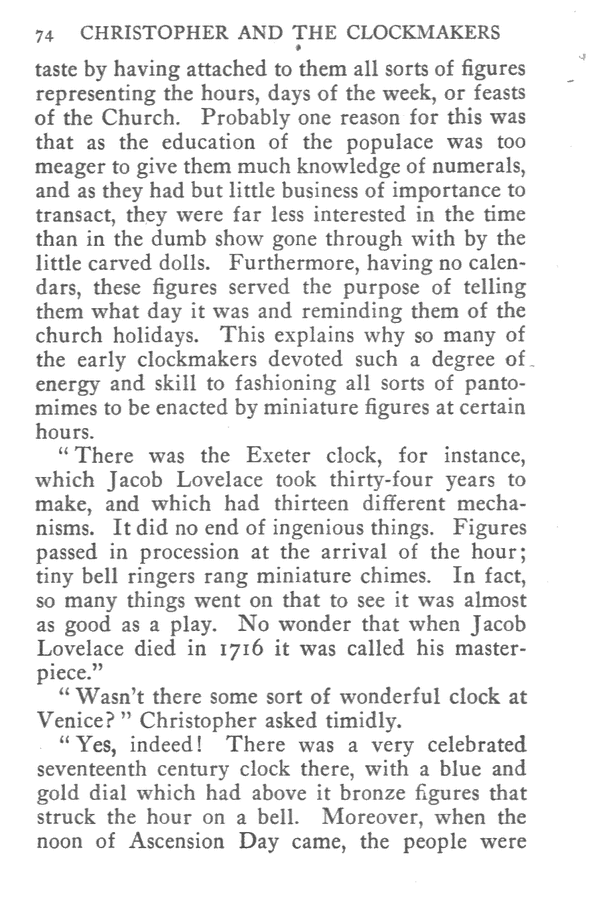 74 CHRISTOPHER AND THE CLOCKMAKERS
taste by having attached to them all sorts of figures
representing the hours, days of the week, or feasts
of the Church. Probably one reason for this was
that as the education of the populace was too
meager to give them much knowledge of numerals,
and as they had but little business of importance to
transact, they were far less interested in the time
than in the dumb show gone through with by the
little carved dolls. Furthermore, having no calen-
dars, these figures served the purpose of telling
them what day it was and reminding them of the
church holidays. This explains why so many of
the early clockmakers devoted such a degree of
energy and skill to fashioning all sorts of panto-
mimes to be enacted by miniature figures at certain
hours.
“There was the Exeter clock, for instance,
which Jacob Lovelace took thirty-four years to
make, and which had thirteen different mecha-
nisms. It did no end of ingenious things. Figures
passed in procession at the arrival of the hour;
tiny bell ringers rang miniature chimes. In fact,
so many things went on that to see it was almost
as good as a play. No wonder that when Jacob
Lovelace died in 1716 it was called his master-
piece.”
“Wasn't there some sort of wonderful clock at
Venice?” Christopher asked timidly.
“Yes, indeed! There was a very celebrated
seventeenth century clock there, with a blue and
gold dial which had above it bronze figures that
struck the hour on a bell. Moreover, when the
noon of Ascension Day came, the people were